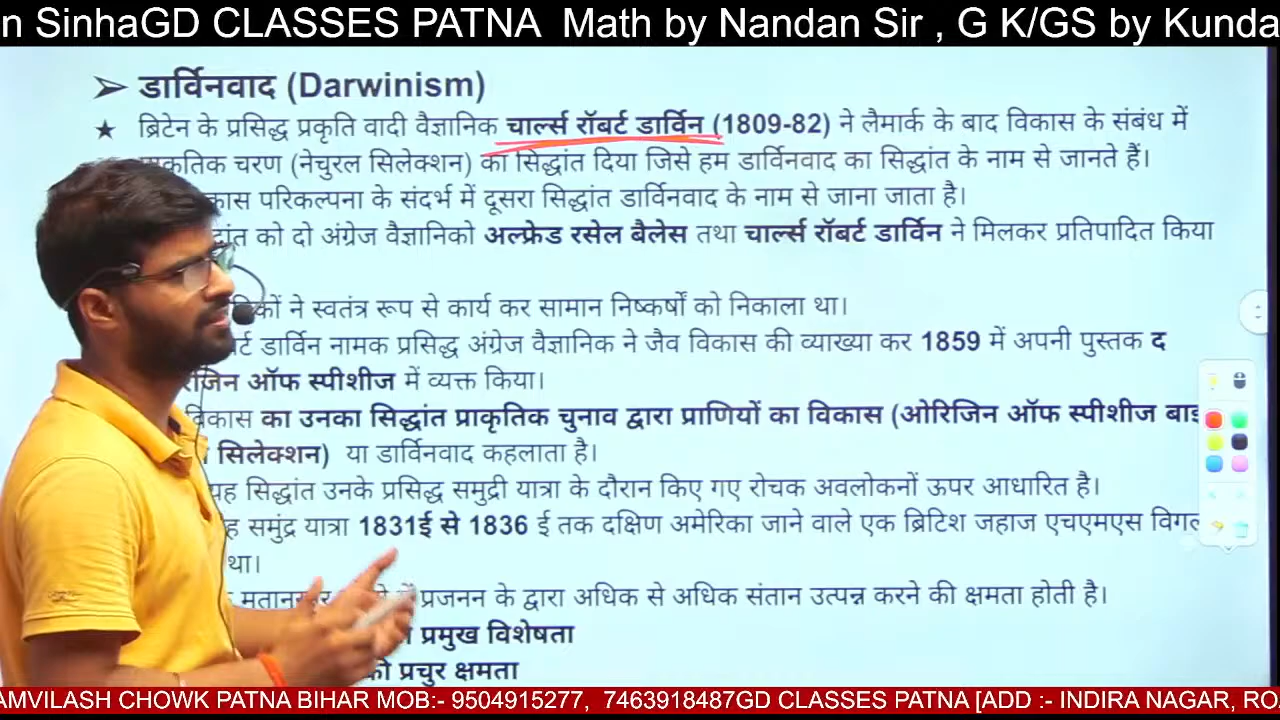 n SinhaGD CLASSES PATNA Math by Nandan Sir , G K/GS by Kunda
➢ डार्विनवाद (Darwinism)
★ ब्रिटेन के प्रसिद्ध प्रकृति वादी वैज्ञानिक चार्ल्स रॉबर्ट डार्विन (1809-82) ने लैमार्क के बाद विकास के संबंध में
कृतिक चरण (नेचुरल सिलेक्शन) का सिद्धांत दिया जिसे हम डार्विनवाद का सिद्धांत के नाम से जानते हैं।
कास परिकल्पना के संदर्भ में दूसरा सिद्धांत डार्विनवाद के नाम से जाना जाता है।
द्वांत को दो अंग्रेज वैज्ञानिको अल्फ्रेड रसेल बैलेस तथा चार्ल्स रॉबर्ट डार्विन ने मिलकर प्रतिपादित किया
कों ने स्वतंत्र रूप से कार्य कर सामान निष्कर्षों को निकाला था।
र्ट डार्विन नामक प्रसिद्ध अंग्रेज वैज्ञानिक ने जैव विकास की व्याख्या कर 1859 में अपनी पुस्तक द
रिजिन ऑफ स्पीशीज में व्यक्त किया।
विकास का उनका सिद्धांत प्राकृतिक चुनाव द्वारा प्राणियों का विकास (ओरिजिन ऑफ स्पीशीज बाइ
सिलेक्शन) या डार्विनवाद कहलाता है।
यह सिद्धांत उनके प्रसिद्ध समुद्री यात्रा के दौरान किए गए रोचक अवलोकनों ऊपर आधारित है।
ह समुंद्र यात्रा 1831ई से 1836 ई तक दक्षिण अमेरिका जाने वाले एक ब्रिटिश जहाज एचएमएस विगल
था।
में प्रजनन के द्वारा अधिक से अधिक संतान उत्पन्न करने की क्षमता होती है।
प्रमुख विशेषता
की प्रचुर क्षमता
AMVILASH CHOWK PATNA BIHAR MOB:- 9504915277, 7463918487GD CLASSES PATNA [ADD :- INDIRA NAGAR, RO